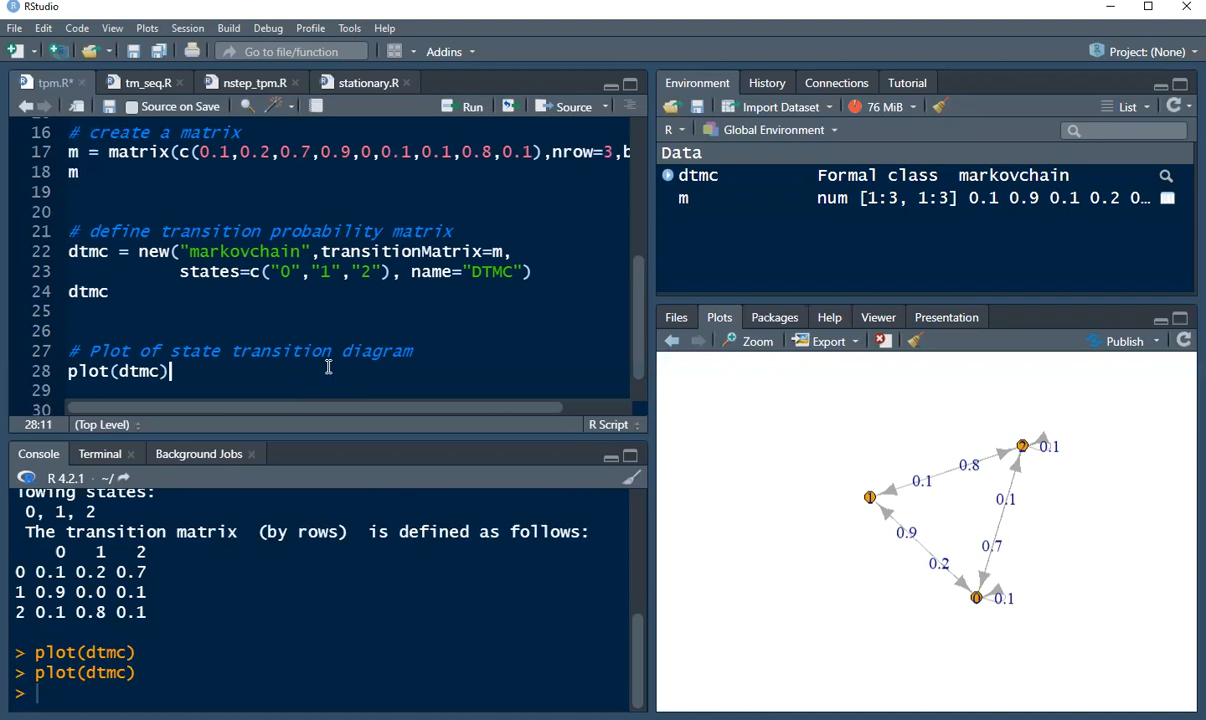 RStudio
File Edit Code View Plots Session Build Debug Profile Tools Help
Go to file/function Addins Project: (None)
tpm.R* tm_seq.R nstep_tpm.R stationary.R
Source on Save Run Source
16 # create a matrix
17 m = matrix(c(0.1,0.2,0.7,0.9,0,0.1,0.1,0.8,0.1),nrow=3,b
18 m
19
20
21 # define transition probability matrix
22 dtmc = new("markovchain",transitionMatrix=m,
23 states=c("0","1","2"), name="DTMC")
24 dtmc
25
26
27 # Plot of state transition diagram
28 plot(dtmc)
29
30
28:11 (Top Level) R Script
Console Terminal Background Jobs
R 4.2.1 · ~/
lowing states:
0, 1, 2
The transition matrix (by rows) is defined as follows:
0 1 2
0 0.1 0.2 0.7
1 0.9 0.0 0.1
2 0.1 0.8 0.1
> plot(dtmc)
> plot(dtmc)
>
Environment History Connections Tutorial
Import Dataset 76 MiB List
R Global Environment
Data
dtmc Formal class markovchain
m num [1:3, 1:3] 0.1 0.9 0.1 0.2 0...
Files Plots Packages Help Viewer Presentation
Zoom Export Publish
2 0.1
0.8
0.1
1
0.1
0.9
0.7
0.2
0 0.1